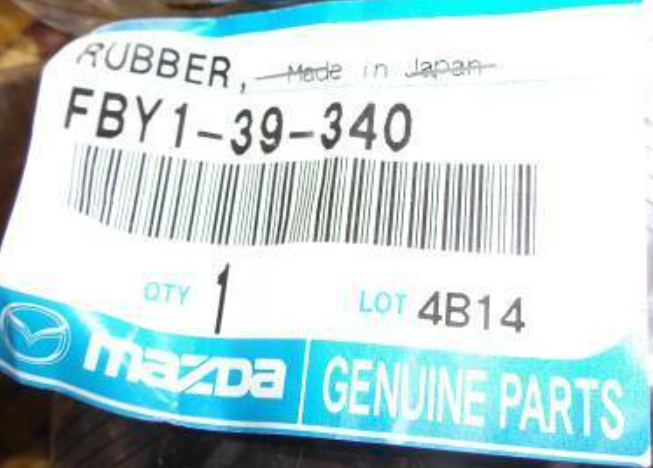 RUBBER, Made in Japan
FBY1-39-340
QTY 1 LOT 4B14
mazda GENUINE PARTS